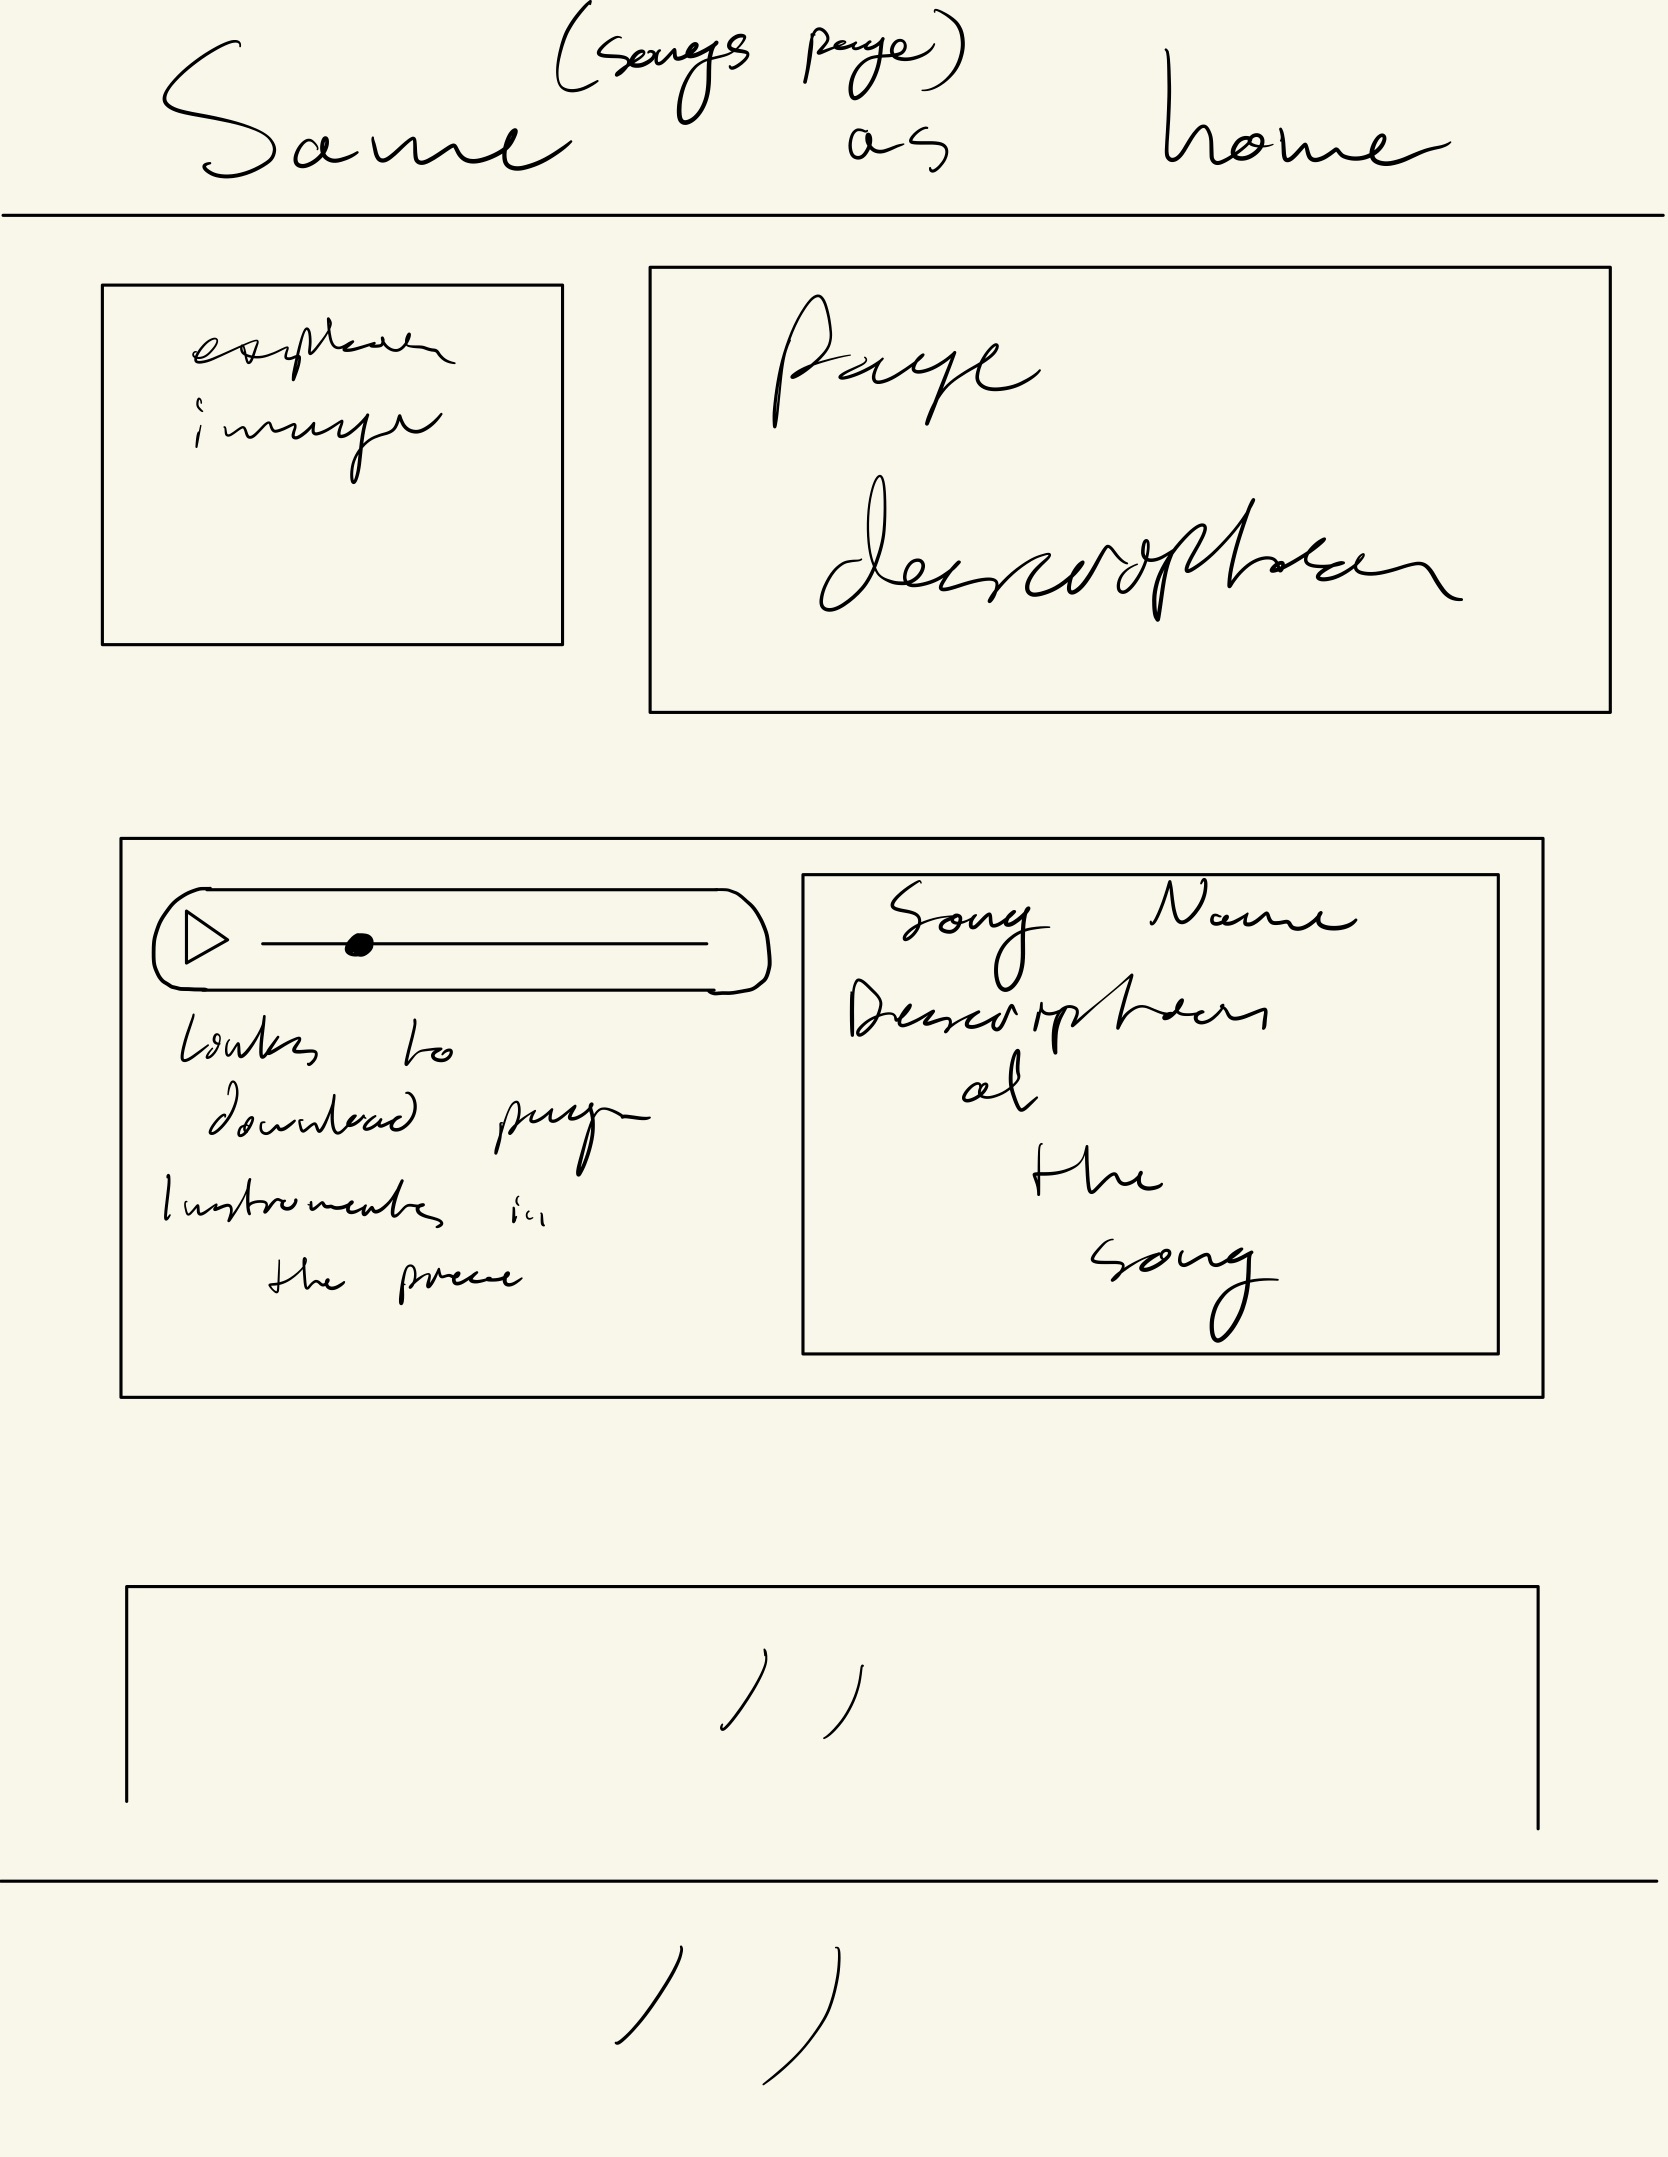 (songs page)
Same as home
image
Page
description
Song Name
Links to
Description
download page
of
Instruments in
the
the piece
song
" "
" "